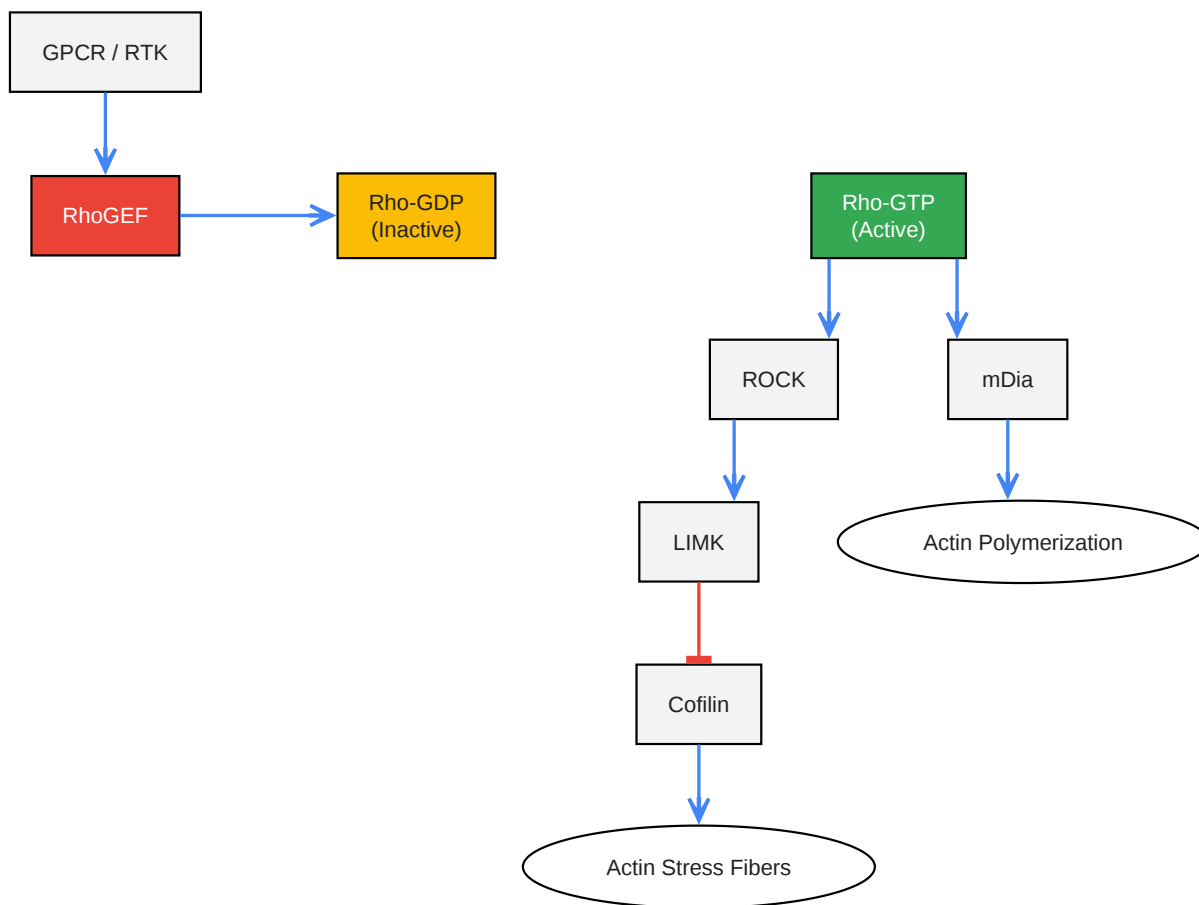 GPCR / RTK
RhoGEF
Rho-GDP
(Inactive)
Rho-GTP
(Active)
ROCK
mDia
LIMK
Actin Polymerization
Cofilin
Actin Stress Fibers